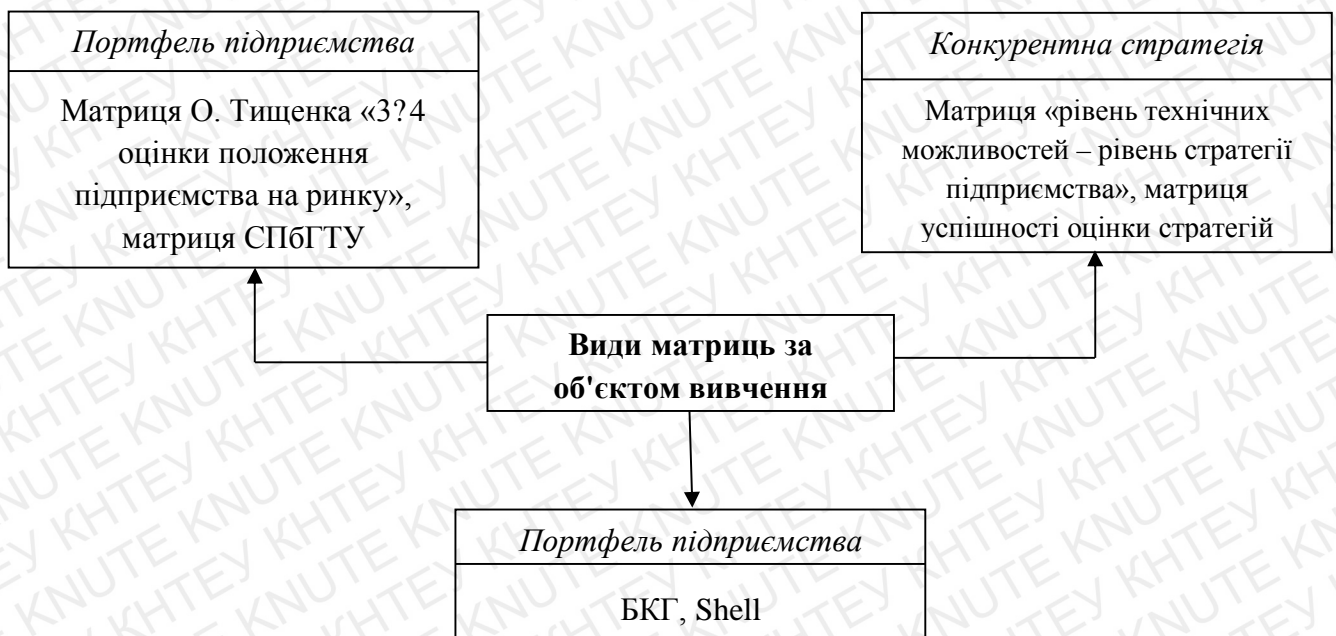 Портфель підприємства
Матриця О. Тищенка «3?4
оцінки положення
підприємства на ринку»,
матриця СПбГТУ
Конкурентна стратегія
Матриця «рівень технічних
можливостей – рівень стратегії
підприємства», матриця
успішності оцінки стратегій
Види матриць за
об'єктом вивчення
Портфель підприємства
БКГ, Shell